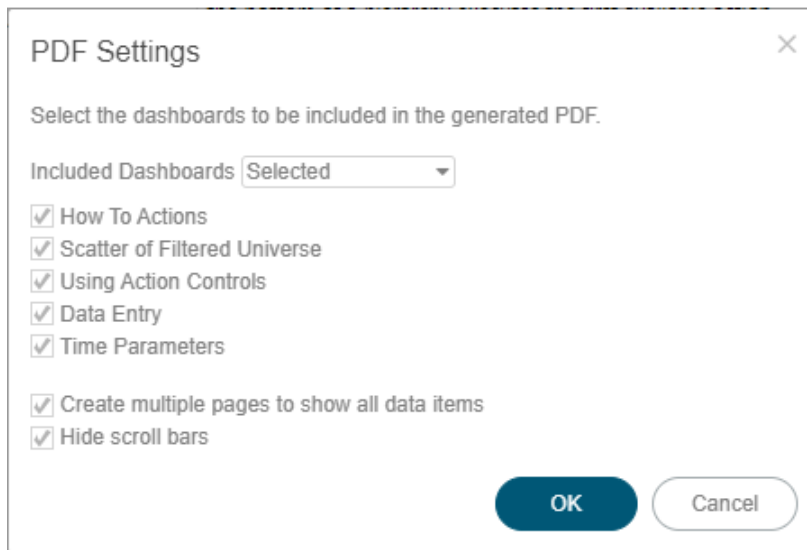 PDF Settings
Select the dashboards to be included in the generated PDF.
Included Dashboards Selected
How To Actions
Scatter of Filtered Universe
Using Action Controls
Data Entry
Time Parameters
Create multiple pages to show all data items
Hide scroll bars
OK Cancel